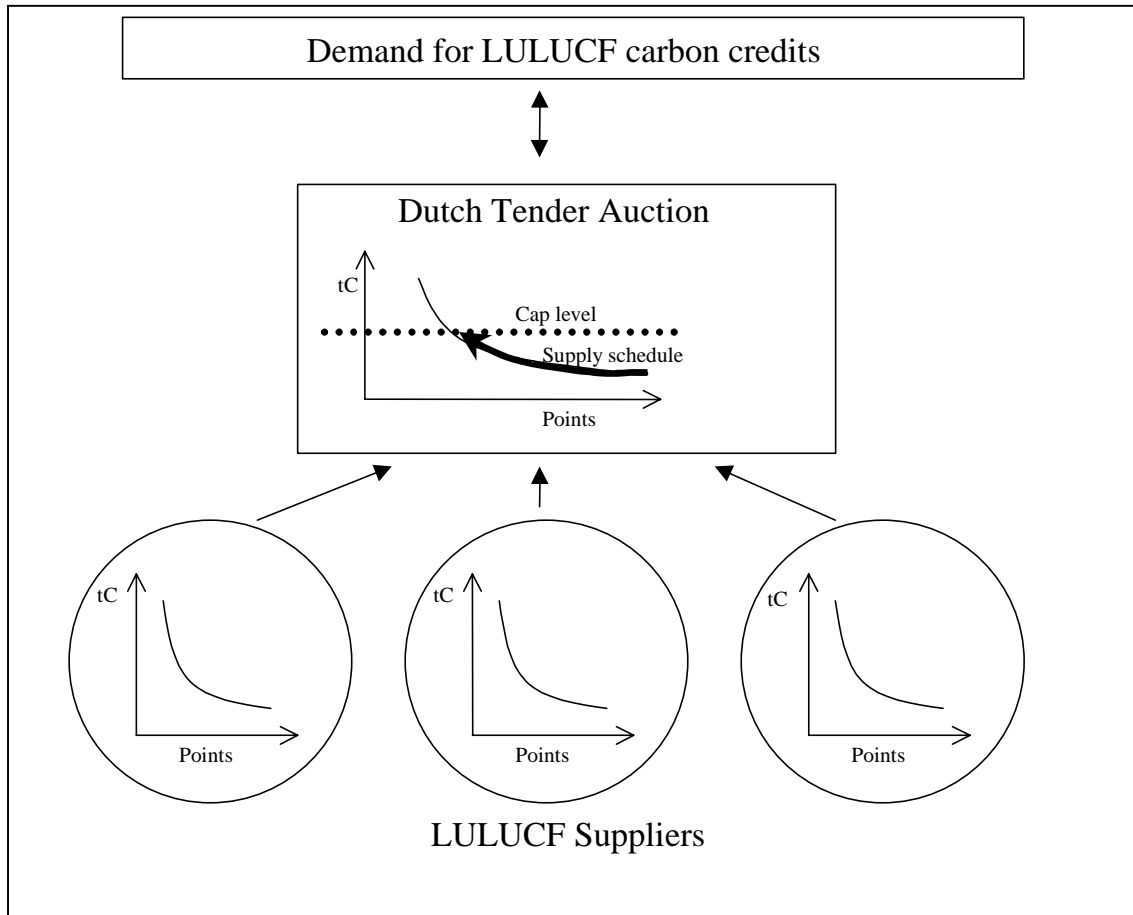 Demand for LULUCF carbon credits
Dutch Tender Auction
tC
Cap level
Supply schedule
Points
tC
Points
tC
Points
tC
Points
LULUCF Suppliers